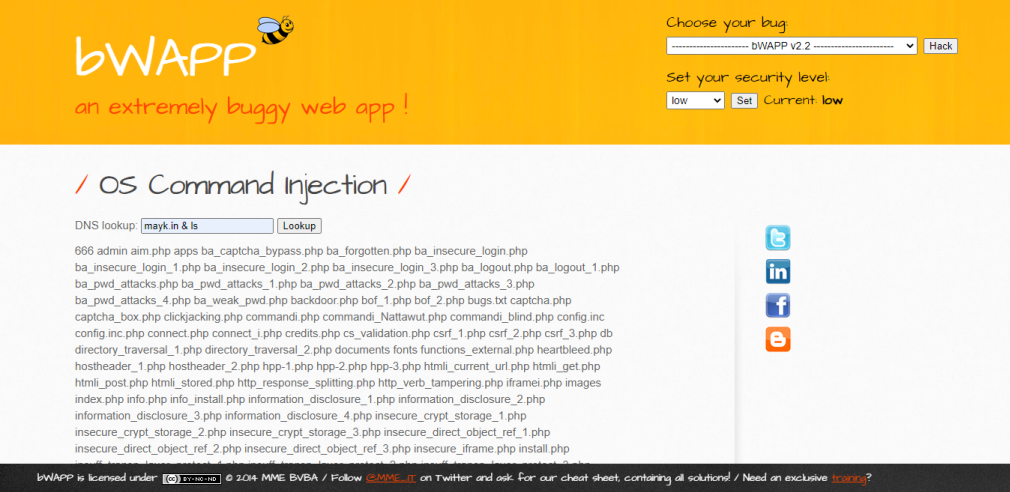 bWAPP
an extremely buggy web app !
Choose your bug:
---------------------- bWAPP v2.2 ----------------------- Hack
Set your security level:
low Set Current: low
/ OS Command Injection /
DNS lookup: mayk.in & ls Lookup
666 admin aim.php apps ba_captcha_bypass.php ba_forgotten.php ba_insecure_login.php
ba_insecure_login_1.php ba_insecure_login_2.php ba_insecure_login_3.php ba_logout.php ba_logout_1.php
ba_pwd_attacks.php ba_pwd_attacks_1.php ba_pwd_attacks_2.php ba_pwd_attacks_3.php
ba_pwd_attacks_4.php ba_weak_pwd.php backdoor.php bof_1.php bof_2.php bugs.txt captcha.php
captcha_box.php clickjacking.php commandi.php commandi_Nattawut.php commandi_blind.php config.inc
config.inc.php connect.php connect_i.php credits.php cs_validation.php csrf_1.php csrf_2.php csrf_3.php db
directory_traversal_1.php directory_traversal_2.php documents fonts functions_external.php heartbleed.php
hostheader_1.php hostheader_2.php hpp-1.php hpp-2.php hpp-3.php htmli_current_url.php htmli_get.php
htmli_post.php htmli_stored.php http_response_splitting.php http_verb_tampering.php iframei.php images
index.php info.php info_install.php information_disclosure_1.php information_disclosure_2.php
information_disclosure_3.php information_disclosure_4.php insecure_crypt_storage_1.php
insecure_crypt_storage_2.php insecure_crypt_storage_3.php insecure_direct_object_ref_1.php
insecure_direct_object_ref_2.php insecure_direct_object_ref_3.php insecure_iframe.php install.php
bWAPP is licensed under (cc) BY-NC-ND © 2014 MME BVBA / Follow @MME_IT on Twitter and ask for our cheat sheet, containing all solutions! / Need an exclusive training?